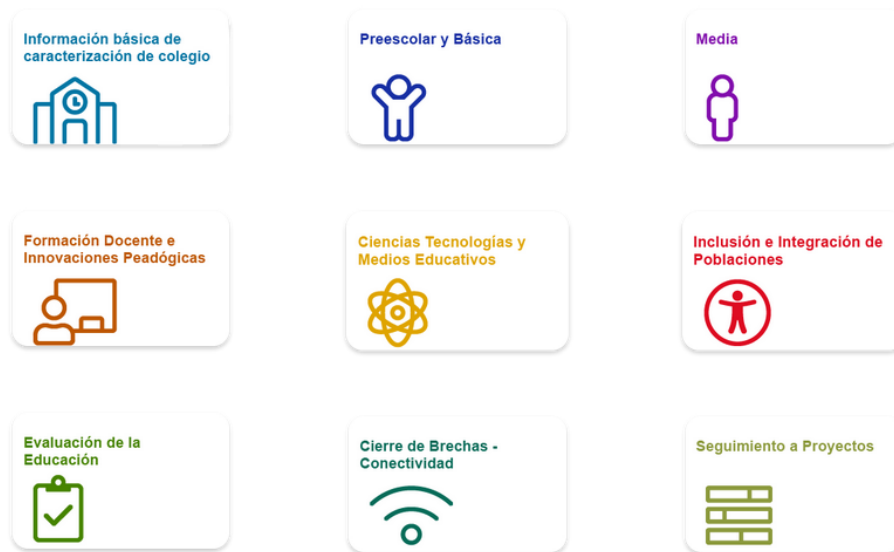 Información básica de
caracterización de colegio
Preescolar y Básica
Media
Formación Docente e
Innovaciones Peadógicas
Ciencias Tecnologías y
Medios Educativos
Inclusión e Integración de
Poblaciones
Evaluación de la
Educación
Cierre de Brechas -
Conectividad
Seguimiento a Proyectos